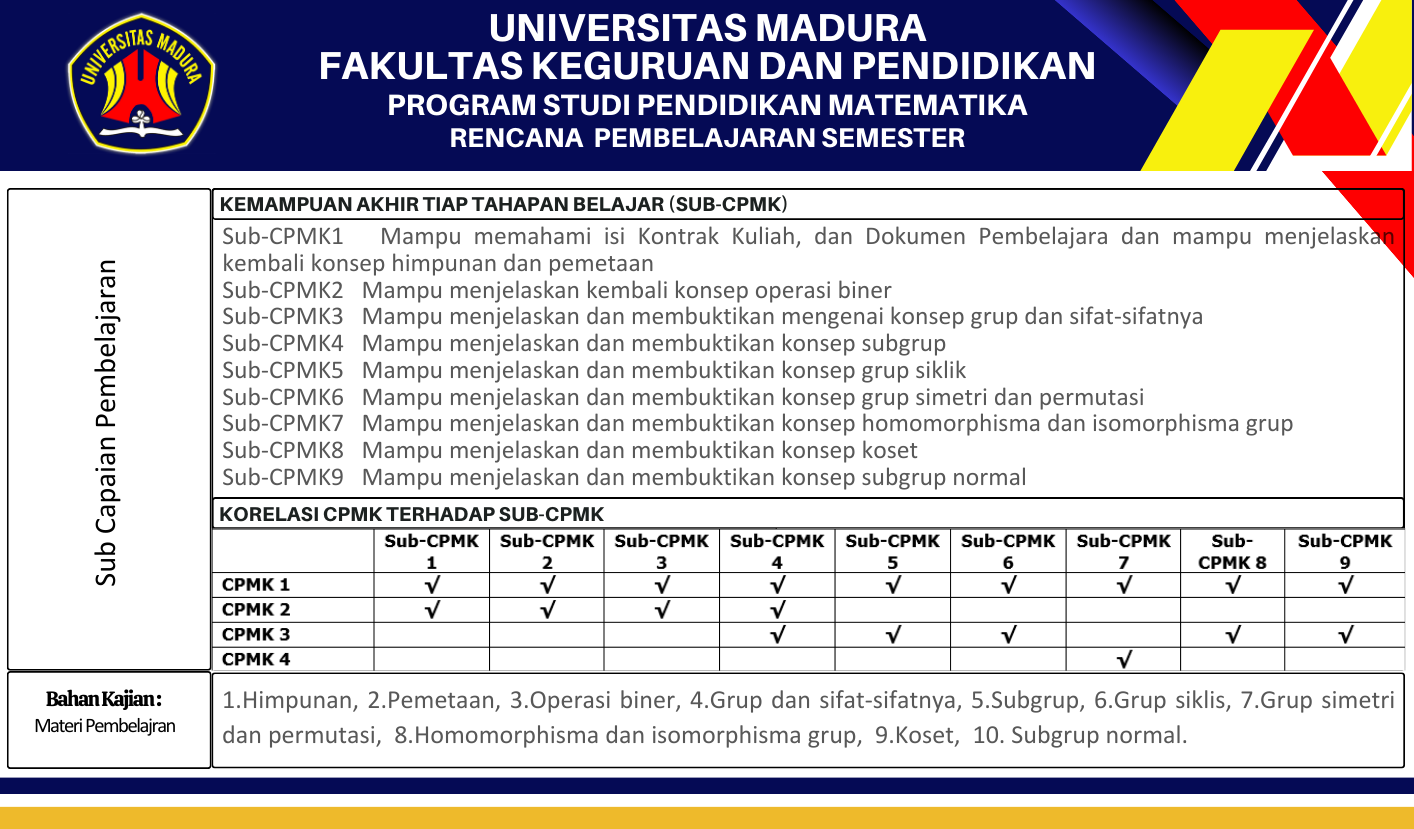 UNIVERSITAS MADURA
UNIVERSITAS MADURA
FAKULTAS KEGURUAN DAN PENDIDIKAN
PROGRAM STUDI PENDIDIKAN MATEMATIKA
RENCANA PEMBELAJARAN SEMESTER
Sub Capaian Pembelajaran
KEMAMPUAN AKHIR TIAP TAHAPAN BELAJAR (SUB-CPMK)
Sub-CPMK1 Mampu memahami isi Kontrak Kuliah, dan Dokumen Pembelajara dan mampu menjelaskan
kembali konsep himpunan dan pemetaan
Sub-CPMK2 Mampu menjelaskan kembali konsep operasi biner
Sub-CPMK3 Mampu menjelaskan dan membuktikan mengenai konsep grup dan sifat-sifatnya
Sub-CPMK4 Mampu menjelaskan dan membuktikan konsep subgrup
Sub-CPMK5 Mampu menjelaskan dan membuktikan konsep grup siklik
Sub-CPMK6 Mampu menjelaskan dan membuktikan konsep grup simetri dan permutasi
Sub-CPMK7 Mampu menjelaskan dan membuktikan konsep homomorphisma dan isomorphisma grup
Sub-CPMK8 Mampu menjelaskan dan membuktikan konsep koset
Sub-CPMK9 Mampu menjelaskan dan membuktikan konsep subgrup normal
KORELASI CPMK TERHADAP SUB-CPMK
Sub-CPMK Sub-CPMK Sub-CPMK Sub-CPMK Sub-CPMK Sub-CPMK Sub-CPMK Sub- Sub-CPMK
1 2 3 4 5 6 7 CPMK 8 9
CPMK 1 √ √ √ √ √ √ √ √ √
CPMK 2 √ √ √ √
CPMK 3 √ √ √ √ √
CPMK 4 √
Bahan Kajian :
Materi Pembelajran
1.Himpunan, 2.Pemetaan, 3.Operasi biner, 4.Grup dan sifat-sifatnya, 5.Subgrup, 6.Grup siklis, 7.Grup simetri
dan permutasi, 8.Homomorphisma dan isomorphisma grup, 9.Koset, 10. Subgrup normal.